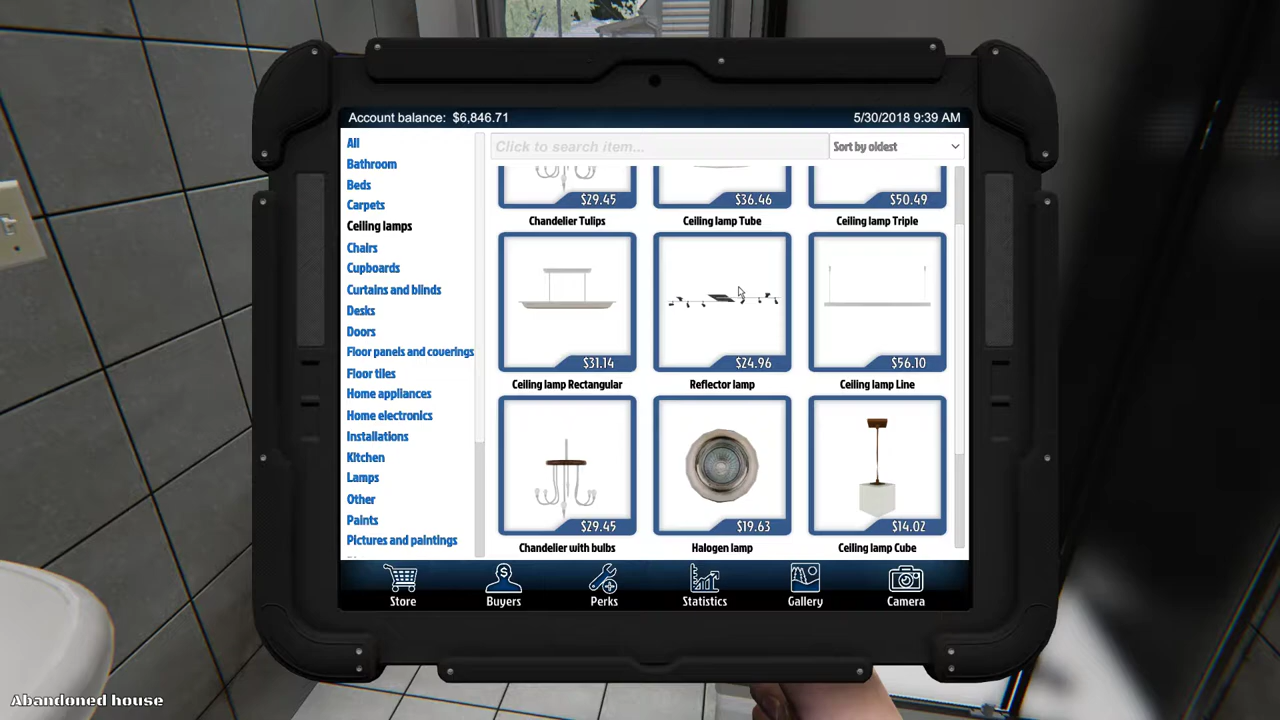 Account balance: $6,846.71
5/30/2018 9:39 AM
All
Bathroom
Beds
Carpets
Ceiling lamps
Chairs
Cupboards
Curtains and blinds
Desks
Doors
Floor panels and coverings
Floor tiles
Home appliances
Home electronics
Installations
Kitchen
Lamps
Other
Paints
Pictures and paintings
Click to search item...
Sort by oldest
$29.45
$36.46
$50.49
Chandelier Tulips
Ceiling lamp Tube
Ceiling lamp Triple
$31.14
$24.96
$56.10
Ceiling lamp Rectangular
Reflector lamp
Ceiling lamp Line
$29.45
$19.63
$14.02
Chandelier with bulbs
Halogen lamp
Ceiling lamp Cube
Store
Buyers
Perks
Statistics
Gallery
Camera
Abandoned house